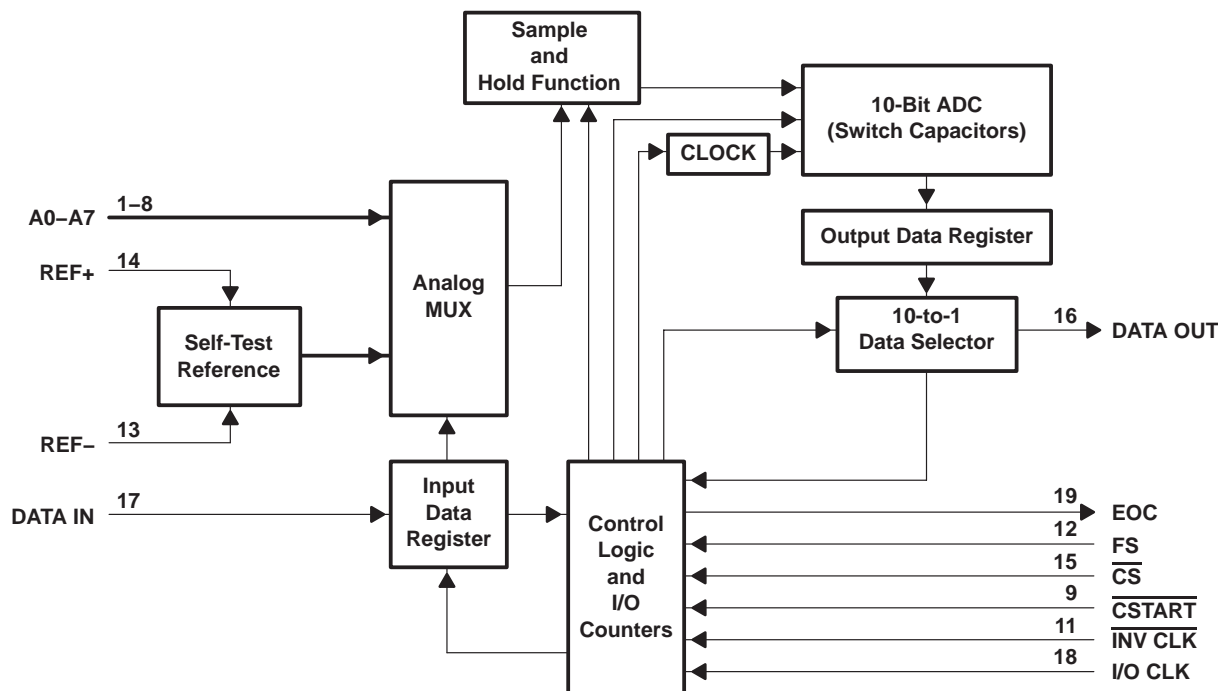 Sample
and
Hold Function
10-Bit ADC
(Switch Capacitors)
CLOCK
A0–A7
1–8
Output Data Register
REF+
14
Analog
MUX
10-to-1
Data Selector
16
DATA OUT
Self-Test
Reference
REF–
13
DATA IN
17
Input
Data
Register
Control
Logic
and
I/O
Counters
19
EOC
12
FS
15
CS
9
CSTART
11
INV CLK
18
I/O CLK